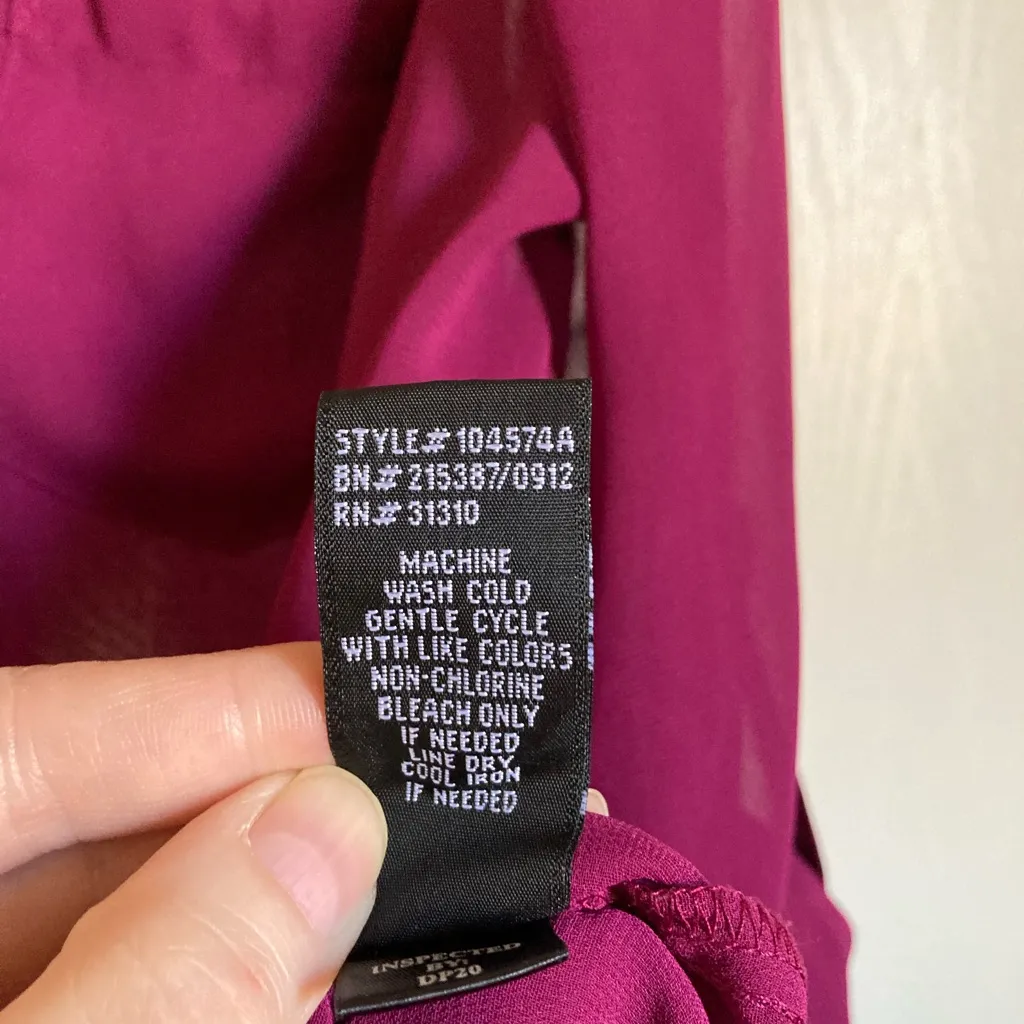 STYLE# 104574A
BN# 215387/0912
RN# 31310
MACHINE
WASH COLD
GENTLE CYCLE
WITH LIKE COLORS
NON-CHLORINE
BLEACH ONLY
IF NEEDED
LINE DRY,
COOL IRON
IF NEEDED
INSPECTED
BY:
DP20